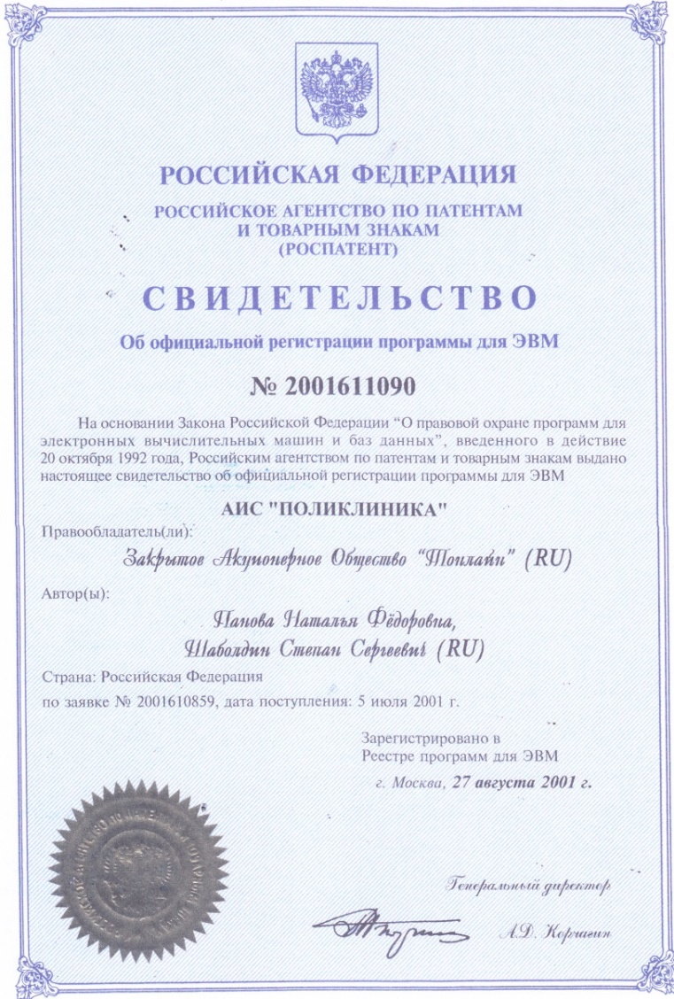 РОССИЙСКАЯ ФЕДЕРАЦИЯ
РОССИЙСКОЕ АГЕНТСТВО ПО ПАТЕНТАМ
И ТОВАРНЫМ ЗНАКАМ
(РОСПАТЕНТ)
СВИДЕТЕЛЬСТВО
Об официальной регистрации программы для ЭВМ
№ 2001611090
На основании Закона Российской Федерации “О правовой охране программ для
электронных вычислительных машин и баз данных”, введенного в действие
20 октября 1992 года, Российским агентством по патентам и товарным знакам выдано
настоящее свидетельство об официальной регистрации программы для ЭВМ
АИС "ПОЛИКЛИНИКА"
Правообладатель(ли):
Закрытое Акционерное Общество “Топлайн” (RU)
Автор(ы):
Панова Наталья Фёдоровна,
Шаболдин Степан Сергеевич (RU)
Страна: Российская Федерация
по заявке № 2001610859, дата поступления: 5 июля 2001 г.
Зарегистрировано в
Реестре программ для ЭВМ
г. Москва, 27 августа 2001 г.
Генеральный директор
А.Д. Корчагин